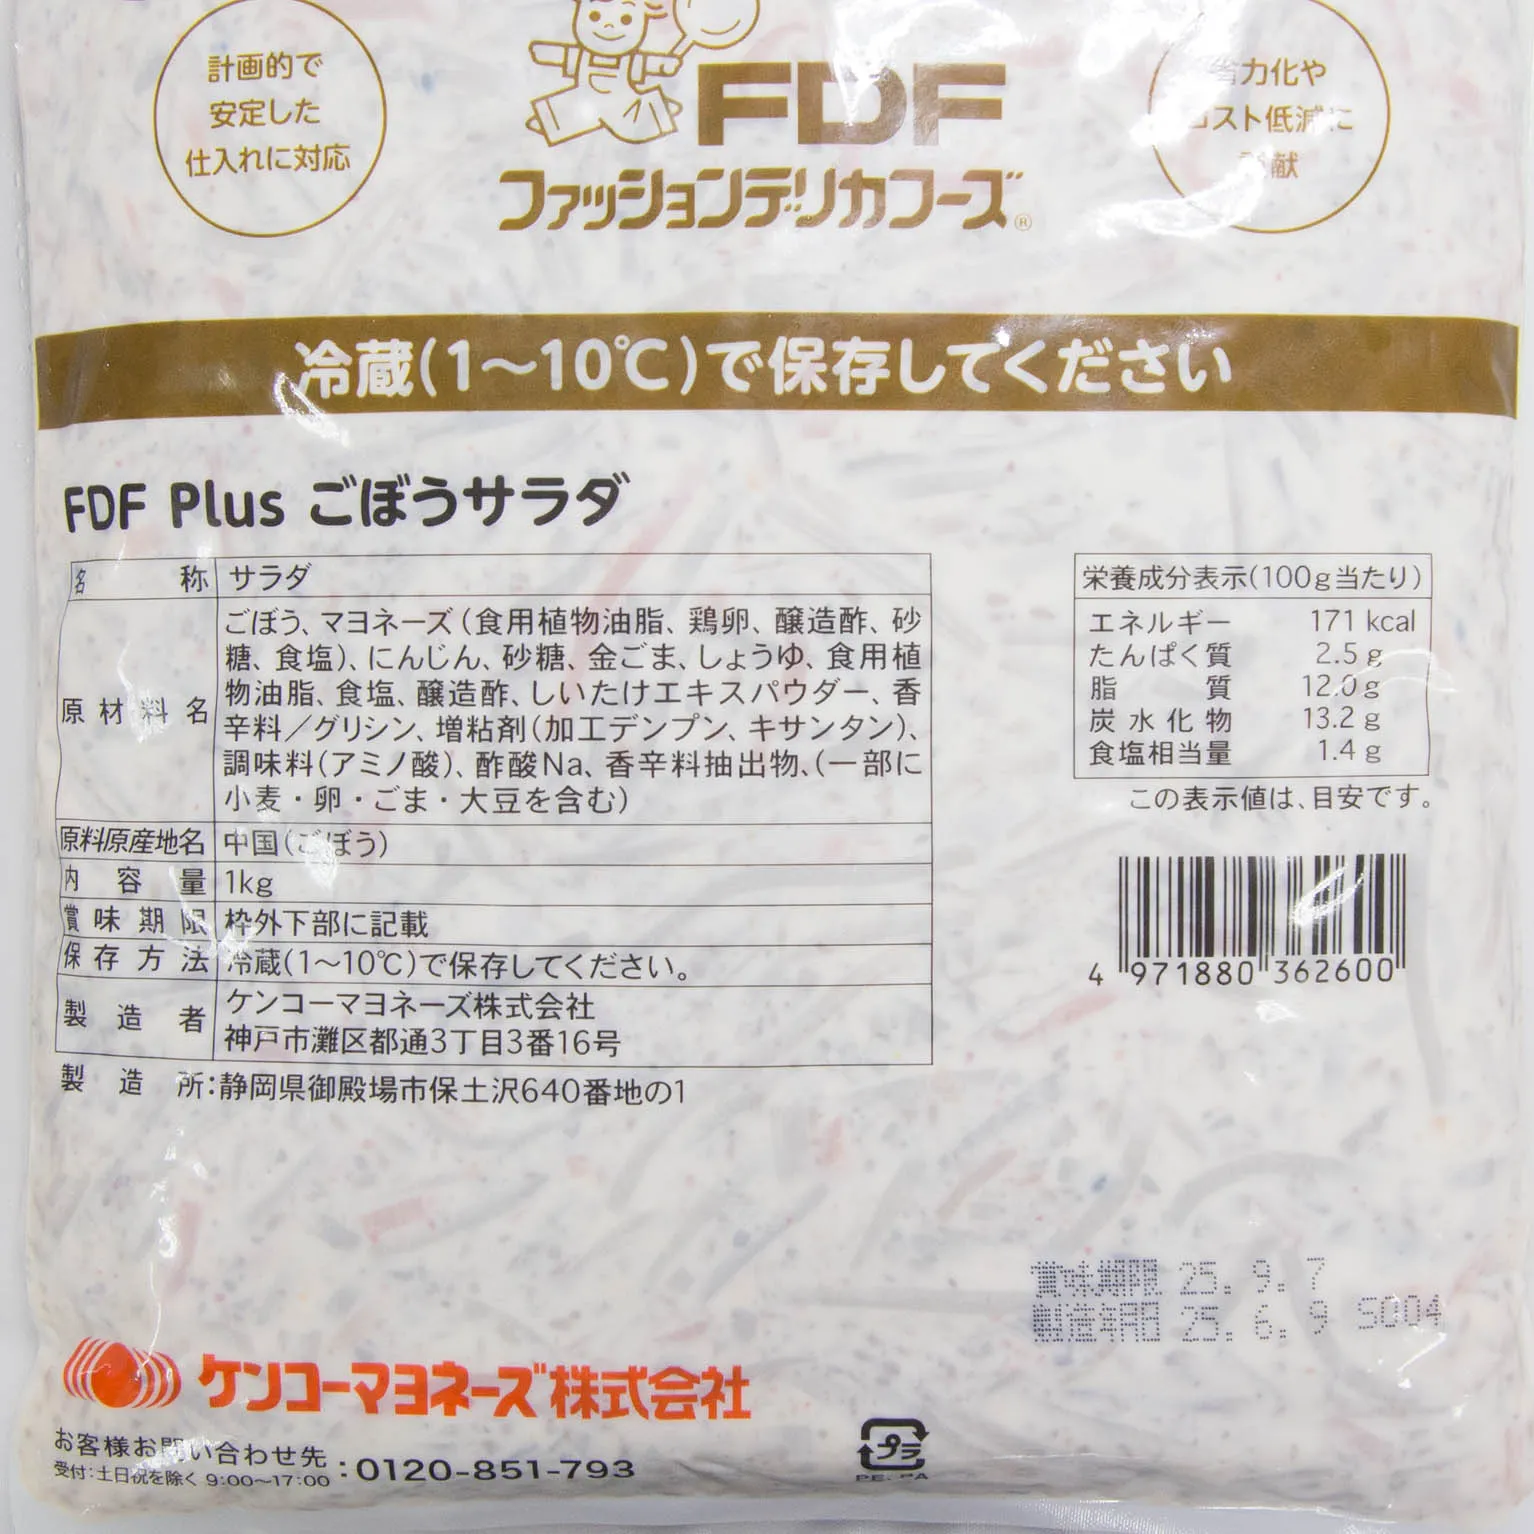 計画的で
安定した
仕入れに対応
FDF
ファッションデリカフーズ®
力化や
スト低減に
献
冷蔵(1～10℃)で保存してください
FDF Plus ごぼうサラダ
名称 サラダ
原材料名 ごぼう、マヨネーズ(食用植物油脂、鶏卵、醸造酢、砂
糖、食塩)、にんじん、砂糖、金ごま、しょうゆ、食用植
物油脂、食塩、醸造酢、しいたけエキスパウダー、香
辛料／グリシン、増粘剤(加工デンプン、キサンタン)、
調味料(アミノ酸)、酢酸Na、香辛料抽出物、(一部に
小麦・卵・ごま・大豆を含む)
原料原産地名 中国(ごぼう)
内容量 1kg
賞味期限 枠外下部に記載
保存方法 冷蔵(1～10℃)で保存してください。
製造者 ケンコーマヨネーズ株式会社
神戸市灘区都通3丁目3番16号
製造所:静岡県御殿場市保土沢640番地の1
栄養成分表示(100g当たり)
エネルギー 171 kcal
たんぱく質 2.5 g
脂質 12.0 g
炭水化物 13.2 g
食塩相当量 1.4 g
この表示値は、目安です。
4 971880 362600
賞味期限 25. 9. 7
製造年月日 25. 6. 9 S004
ケンコーマヨネーズ株式会社
お客様お問い合わせ先
受付:土日祝を除く 9:00～17:00
:0120-851-793
プラ
PE, PA